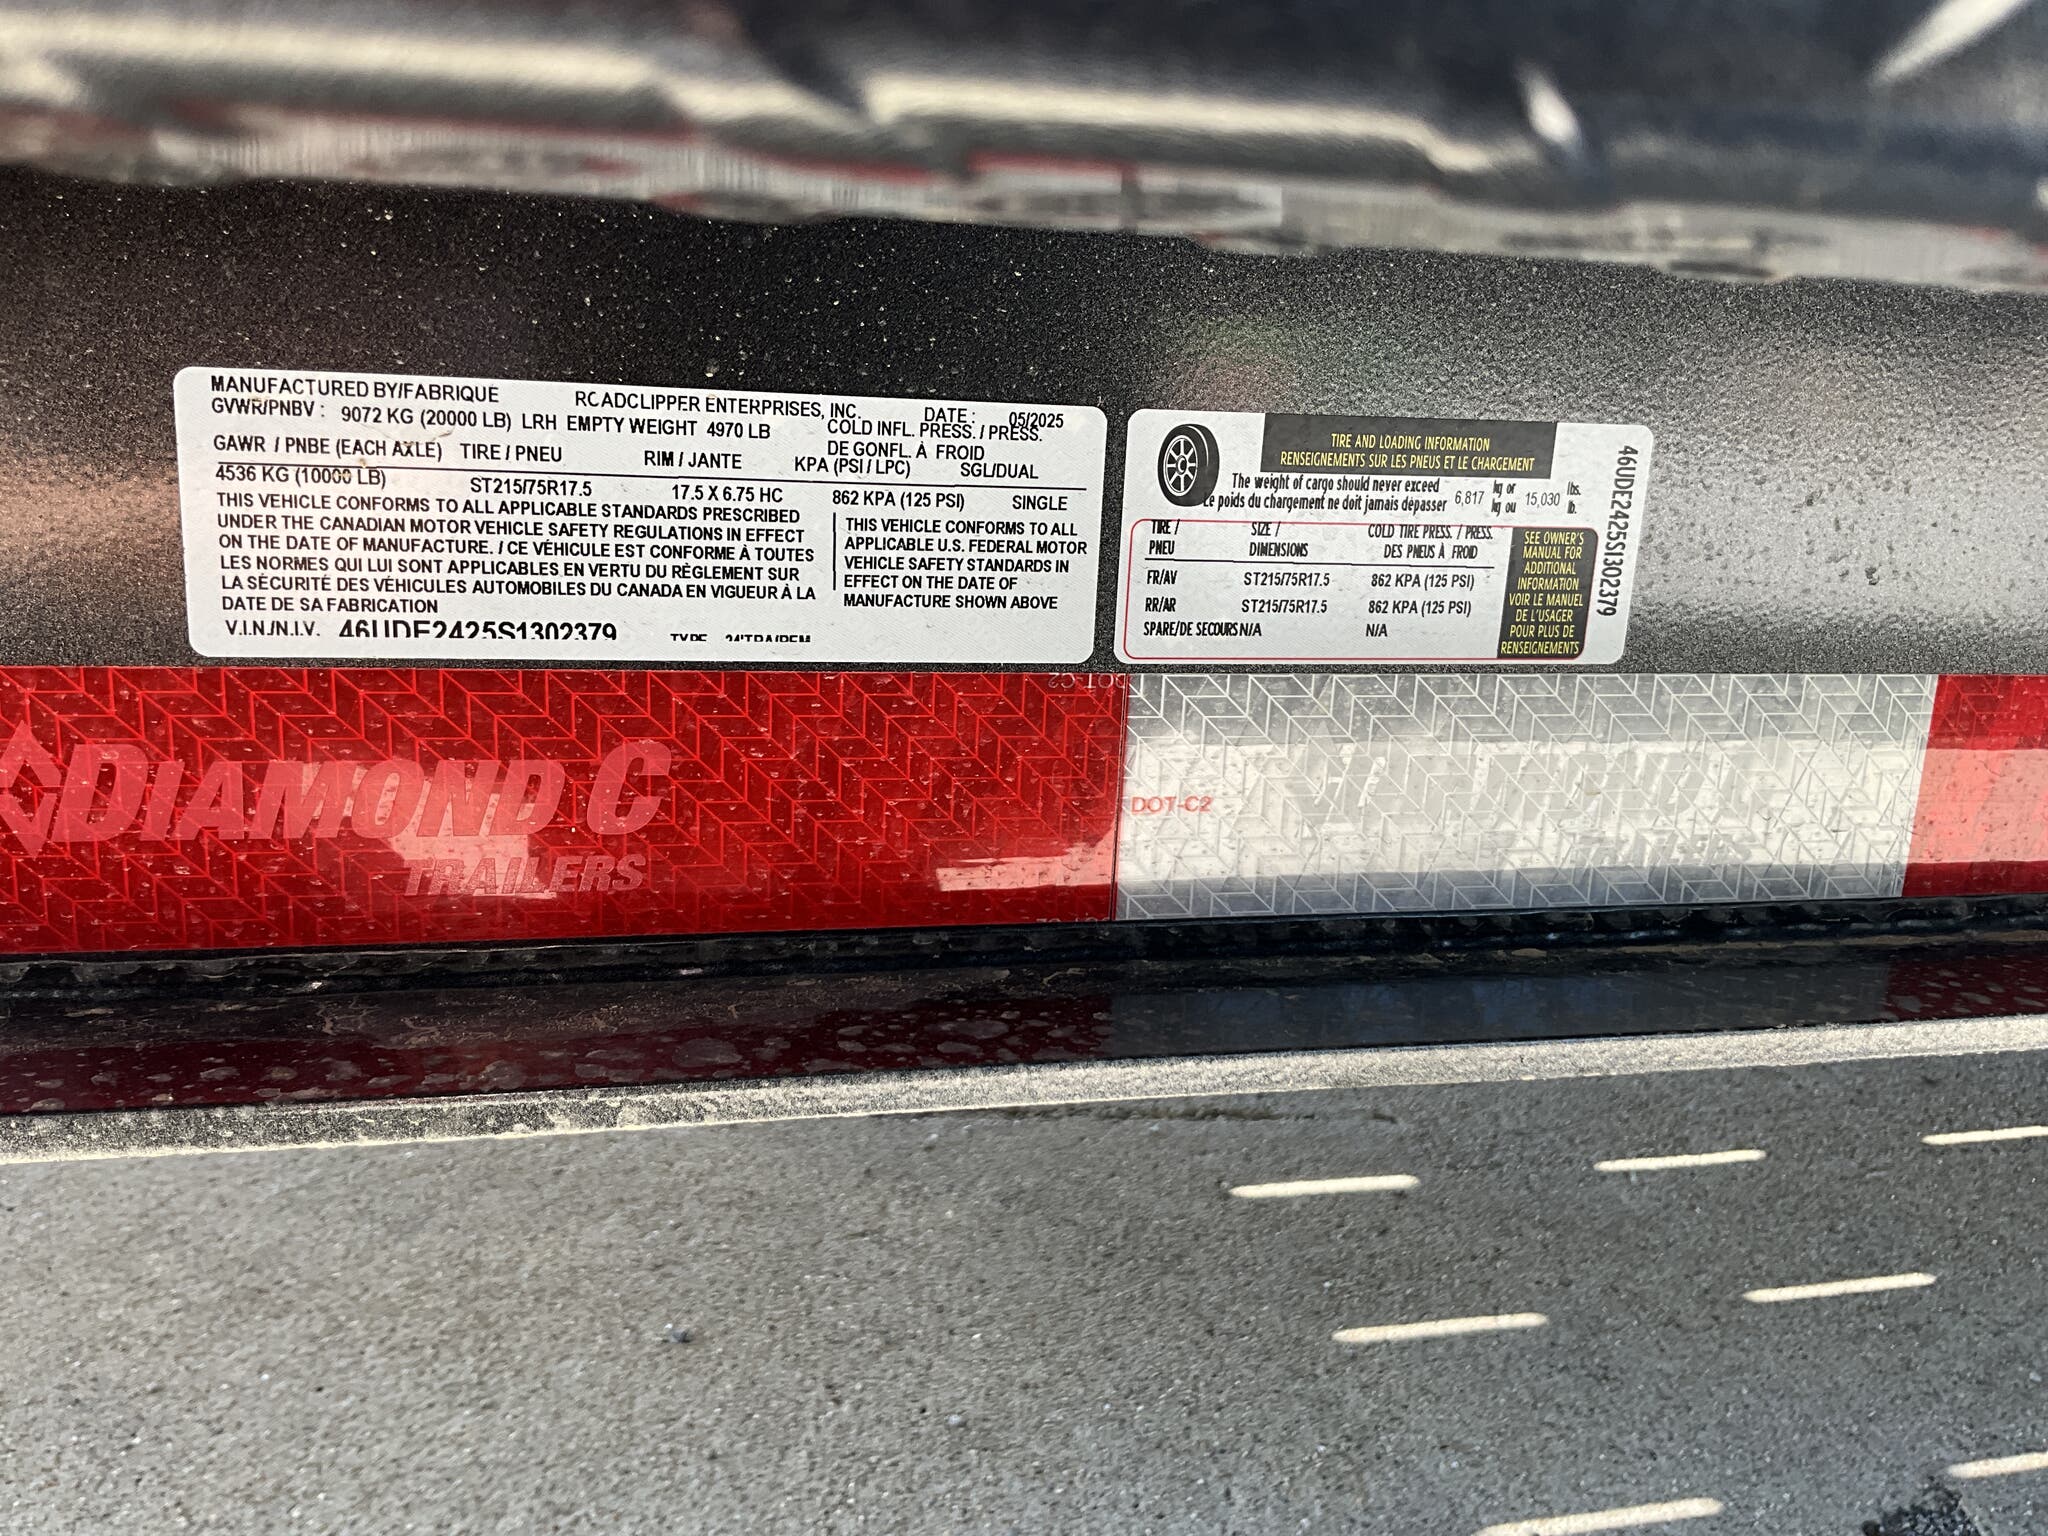 MANUFACTURED BY/FABRIQUÉ ROADCLIPPER ENTERPRISES, INC. DATE : 05/2025
GVWR/PNBV : 9072 KG (20000 LB) LRH EMPTY WEIGHT 4970 LB
COLD INFL. PRESS. / PRESS.
DE GONFL. À FROID
GAWR / PNBE (EACH AXLE) TIRE / PNEU RIM / JANTE KPA (PSI / LPC) SGL/DUAL
4536 KG (10000 LB) ST215/75R17.5 17.5 X 6.75 HC 862 KPA (125 PSI) SINGLE
THIS VEHICLE CONFORMS TO ALL APPLICABLE STANDARDS PRESCRIBED
UNDER THE CANADIAN MOTOR VEHICLE SAFETY REGULATIONS IN EFFECT
ON THE DATE OF MANUFACTURE. / CE VÉHICULE EST CONFORME À TOUTES
LES NORMES QUI LUI SONT APPLICABLES EN VERTU DU RÈGLEMENT SUR
LA SÉCURITÉ DES VÉHICULES AUTOMOBILES DU CANADA EN VIGUEUR À LA
DATE DE SA FABRICATION
THIS VEHICLE CONFORMS TO ALL
APPLICABLE U.S. FEDERAL MOTOR
VEHICLE SAFETY STANDARDS IN
EFFECT ON THE DATE OF
MANUFACTURE SHOWN ABOVE
V.I.N./N.I.V. 46UDE2425S1302379 TYPE
TIRE AND LOADING INFORMATION
RENSEIGNEMENTS SUR LES PNEUS ET LE CHARGEMENT
The weight of cargo should never exceed 6,817 kg or 15,030 lbs.
Le poids du chargement ne doit jamais dépasser kg ou lb.
TIRE / SIZE / COLD TIRE PRESS. / PRESS.
PNEU DIMENSIONS DES PNEUS À FROID
FR/AV ST215/75R17.5 862 KPA (125 PSI)
RR/AR ST215/75R17.5 862 KPA (125 PSI)
SPARE/DE SECOURS N/A N/A
SEE OWNER'S
MANUAL FOR
ADDITIONAL
INFORMATION
VOIR LE MANUEL
DE L'USAGER
POUR PLUS DE
RENSEIGNEMENTS
46UDE2425S1302379
DOT-C2
DIAMOND C
TRAILERS
DOT-C2
TRAILERS